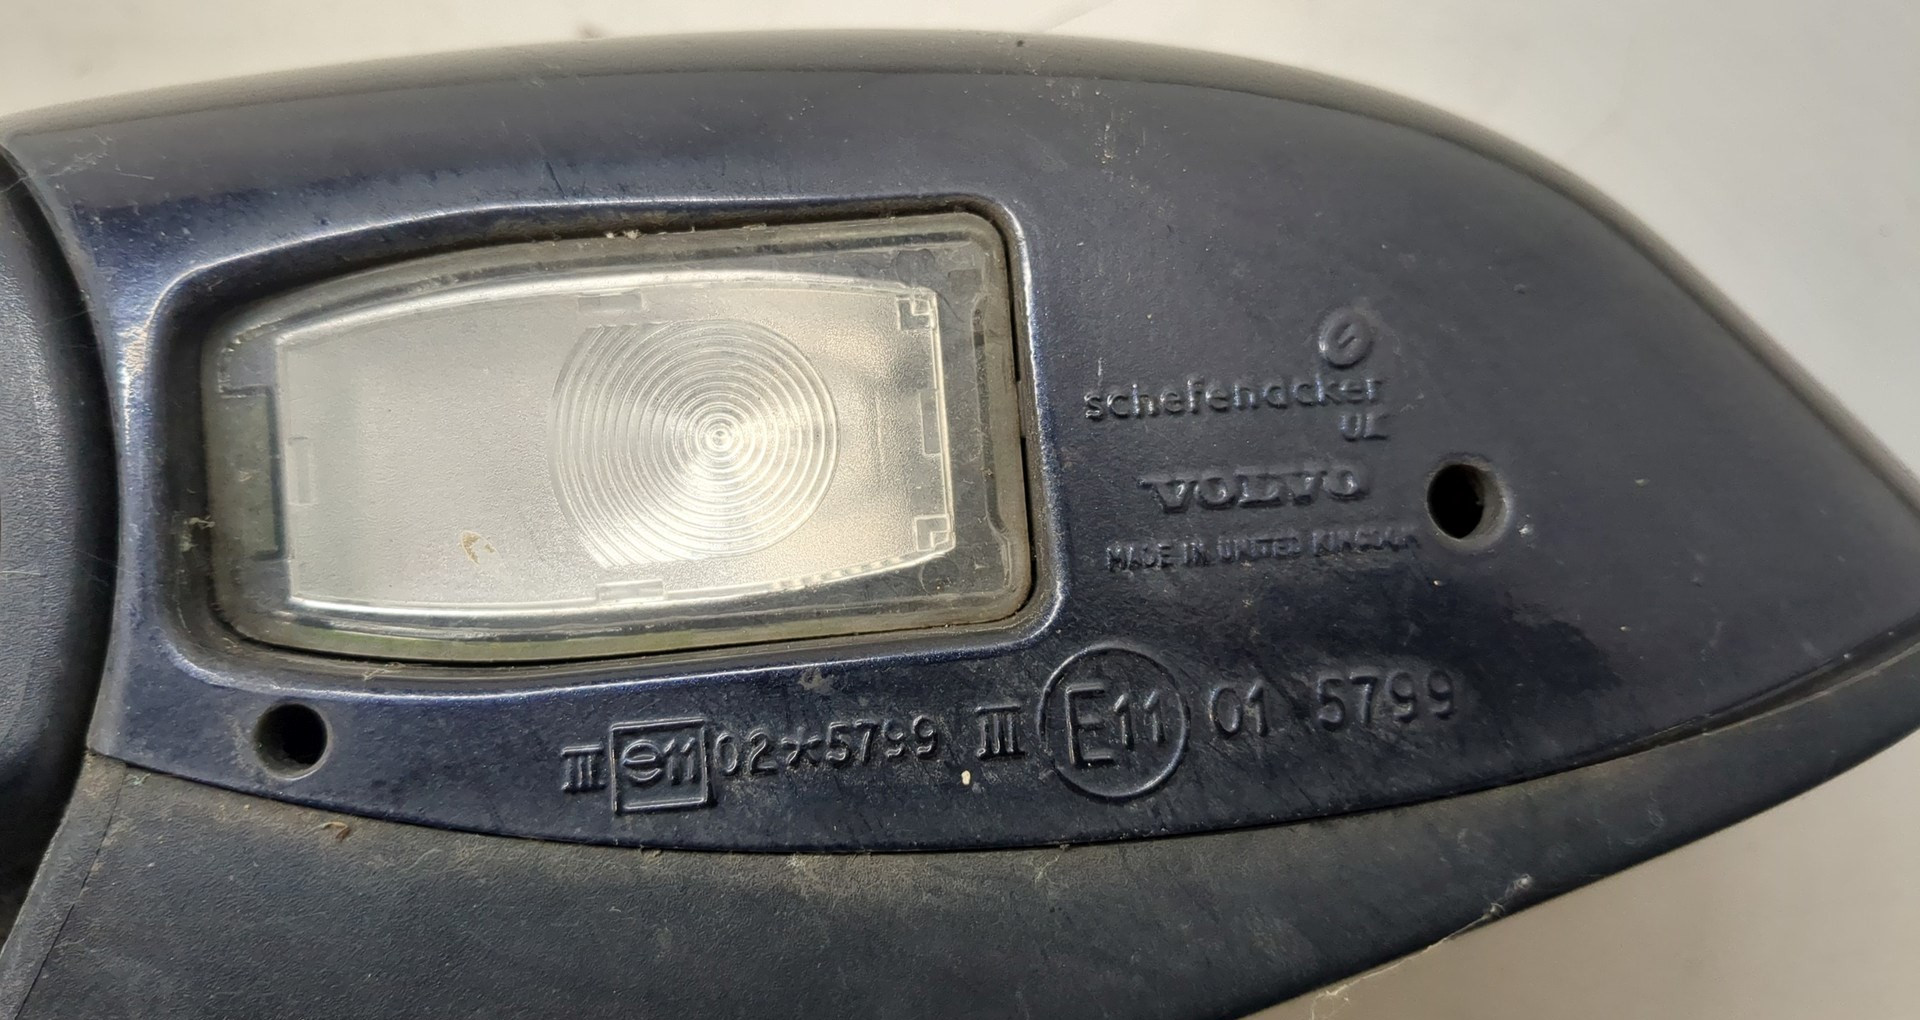 schefenacker
UK
VOLVO
MADE IN UNITED KINGDOM
III e11 02*5799 III E11 01 5799